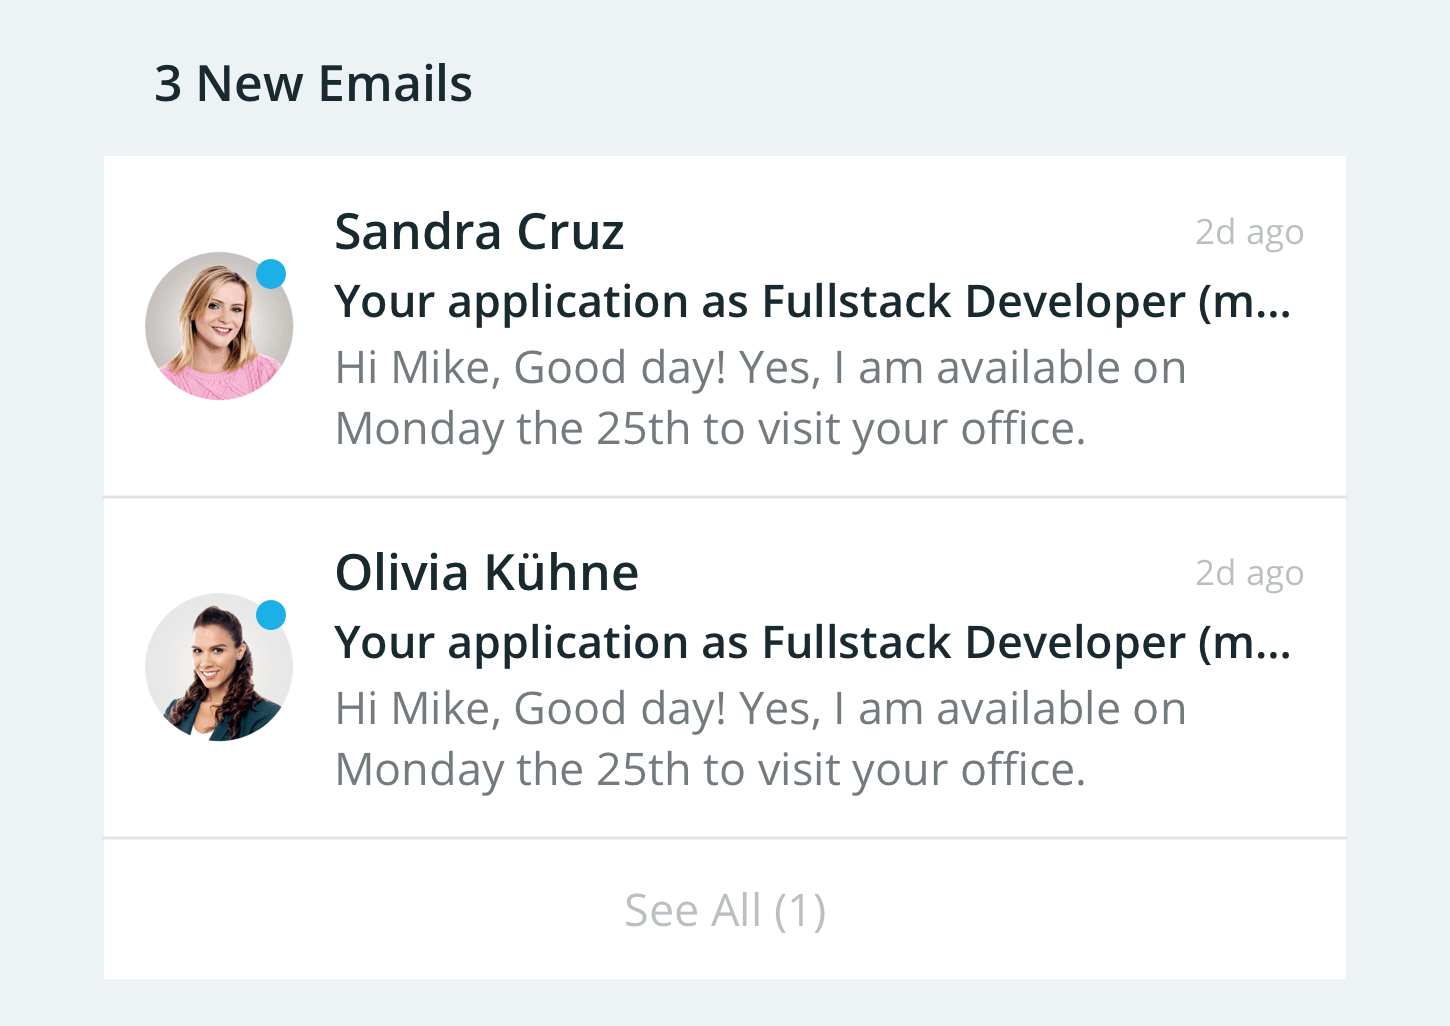 3 New Emails
Sandra Cruz
2d ago
Your application as Fullstack Developer (m...
Hi Mike, Good day! Yes, I am available on
Monday the 25th to visit your office.
Olivia Kühne
2d ago
Your application as Fullstack Developer (m...
Hi Mike, Good day! Yes, I am available on
Monday the 25th to visit your office.
See All (1)